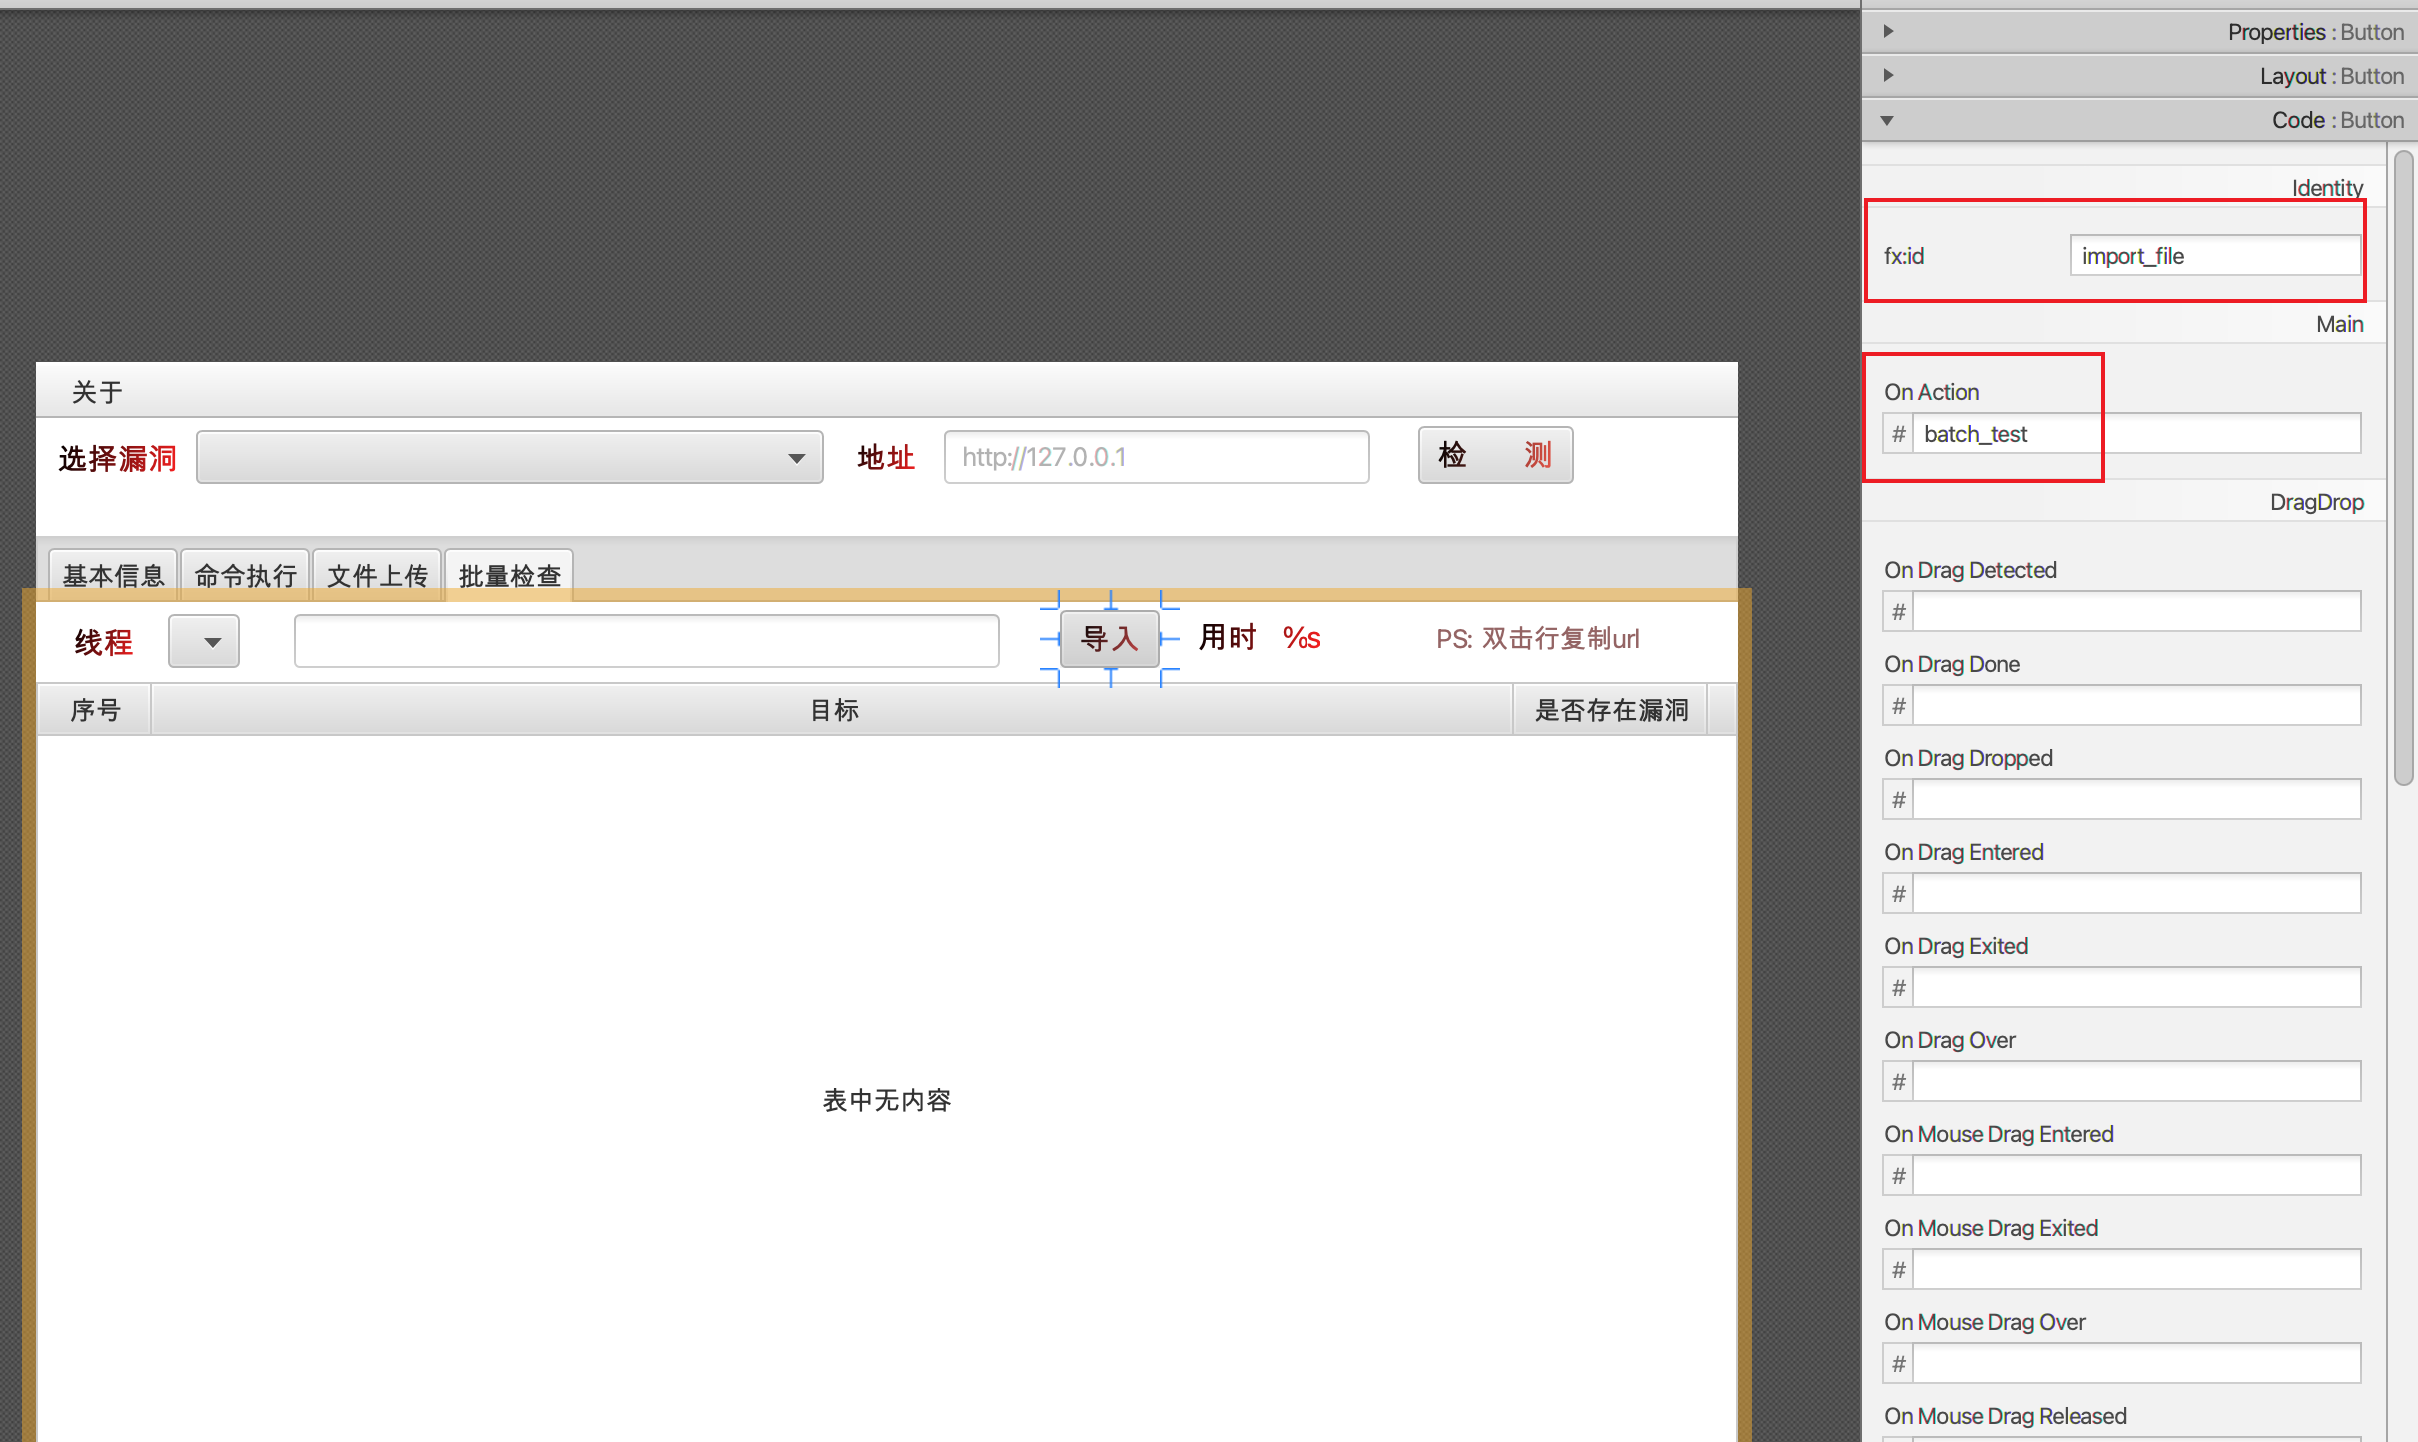 Properties : Button
Layout : Button
Code : Button
Identity
fx:id
import_file
Main
On Action
# batch_test
DragDrop
On Drag Detected
#
On Drag Done
#
On Drag Dropped
#
On Drag Entered
#
On Drag Exited
#
On Drag Over
#
On Mouse Drag Entered
#
On Mouse Drag Exited
#
On Mouse Drag Over
#
On Mouse Drag Released
关于
选择漏洞 地址 http://127.0.0.1 检 测
基本信息 命令执行 文件上传 批量检查
线程 导入 用时 %s PS: 双击行复制url
序号 目标 是否存在漏洞
表中无内容